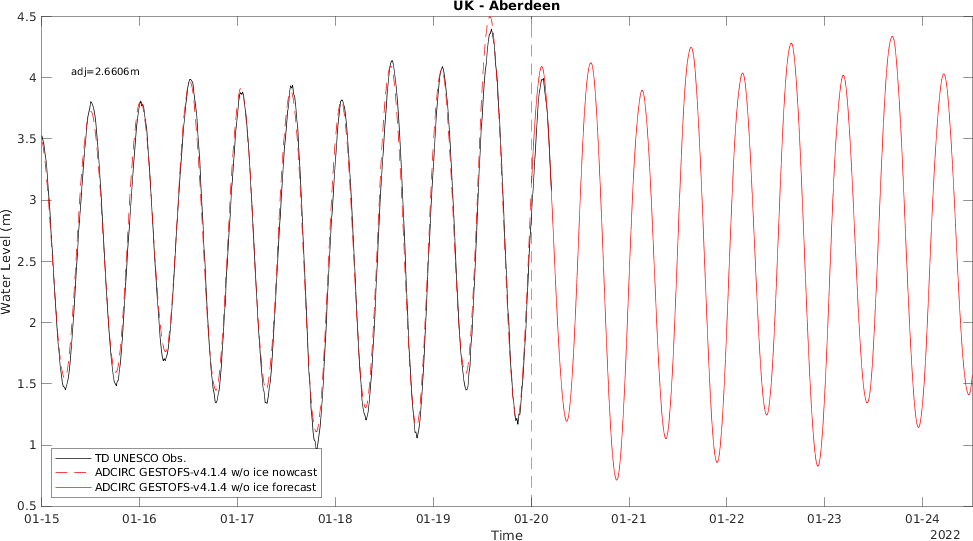 UK - Aberdeen
4.5
4
3.5
3
2.5
2
1.5
1
0.5
Water Level (m)
adj=2.6606m
TD UNESCO Obs.
ADCIRC GESTOFS-v4.1.4 w/o ice nowcast
ADCIRC GESTOFS-v4.1.4 w/o ice forecast
01-15 01-16 01-17 01-18 01-19 01-20 01-21 01-22 01-23 01-24
Time
2022